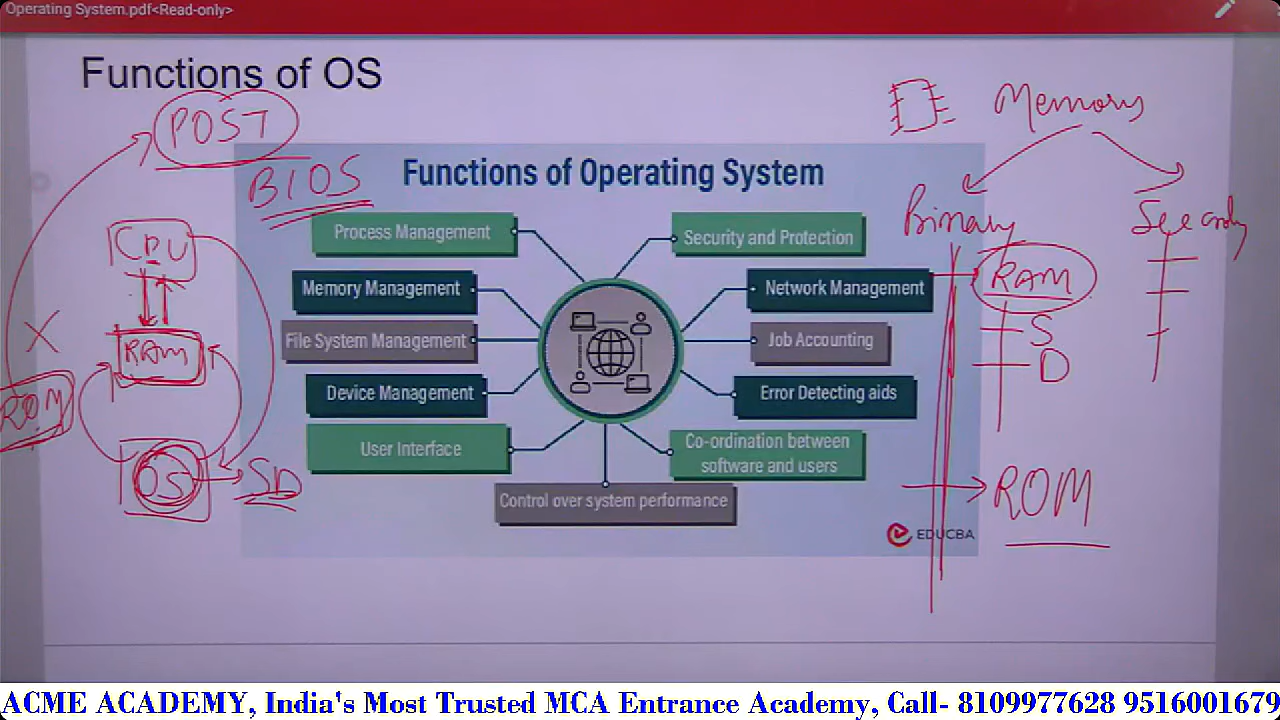 Operating System.pdf<Read-only>
Functions of OS
POST
BIOS
CPU
RAM
ROM
OS
SD
Functions of Operating System
Process Management
Memory Management
File System Management
Device Management
User Interface
Control over system performance
Security and Protection
Network Management
Job Accounting
Error Detecting aids
Co-ordination between
software and users
EDUCBA
Memory
RAM
S
D
ROM
ACME ACADEMY, India's Most Trusted MCA Entrance Academy, Call- 8109977628 9516001679